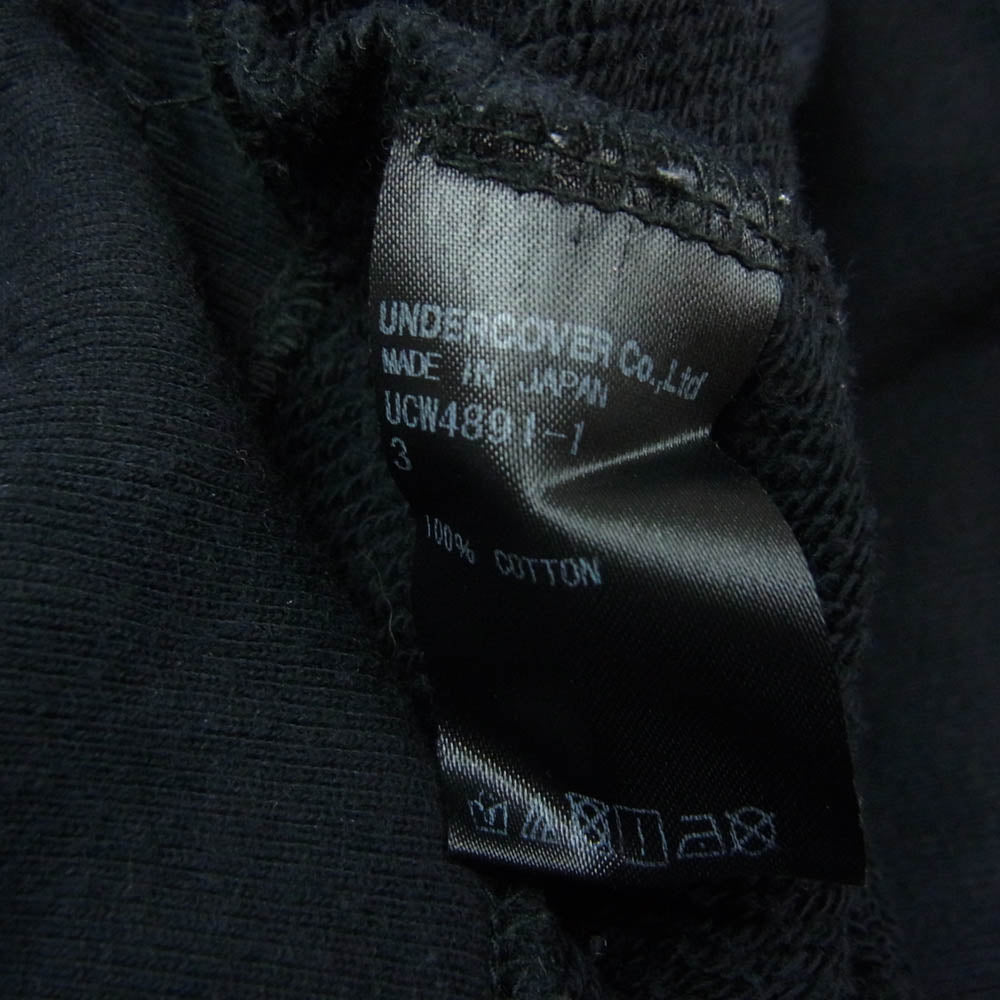 UNDERCOVER Co.,Ltd
MADE IN JAPAN
UCW4891-1
3
100% COTTON